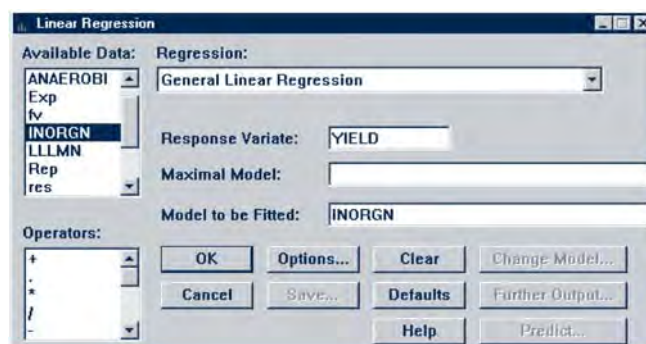 Linear Regression
Available Data:
ANAEROBI
Exp
fv
INORGN
LLLMN
Rep
res
Operators:
+
.
*
/
-
Regression:
General Linear Regression
Response Variate: YIELD
Maximal Model:
Model to be Fitted: INORGN
OK Options... Clear Change Model...
Cancel Save... Defaults Further Output...
Help Predict...